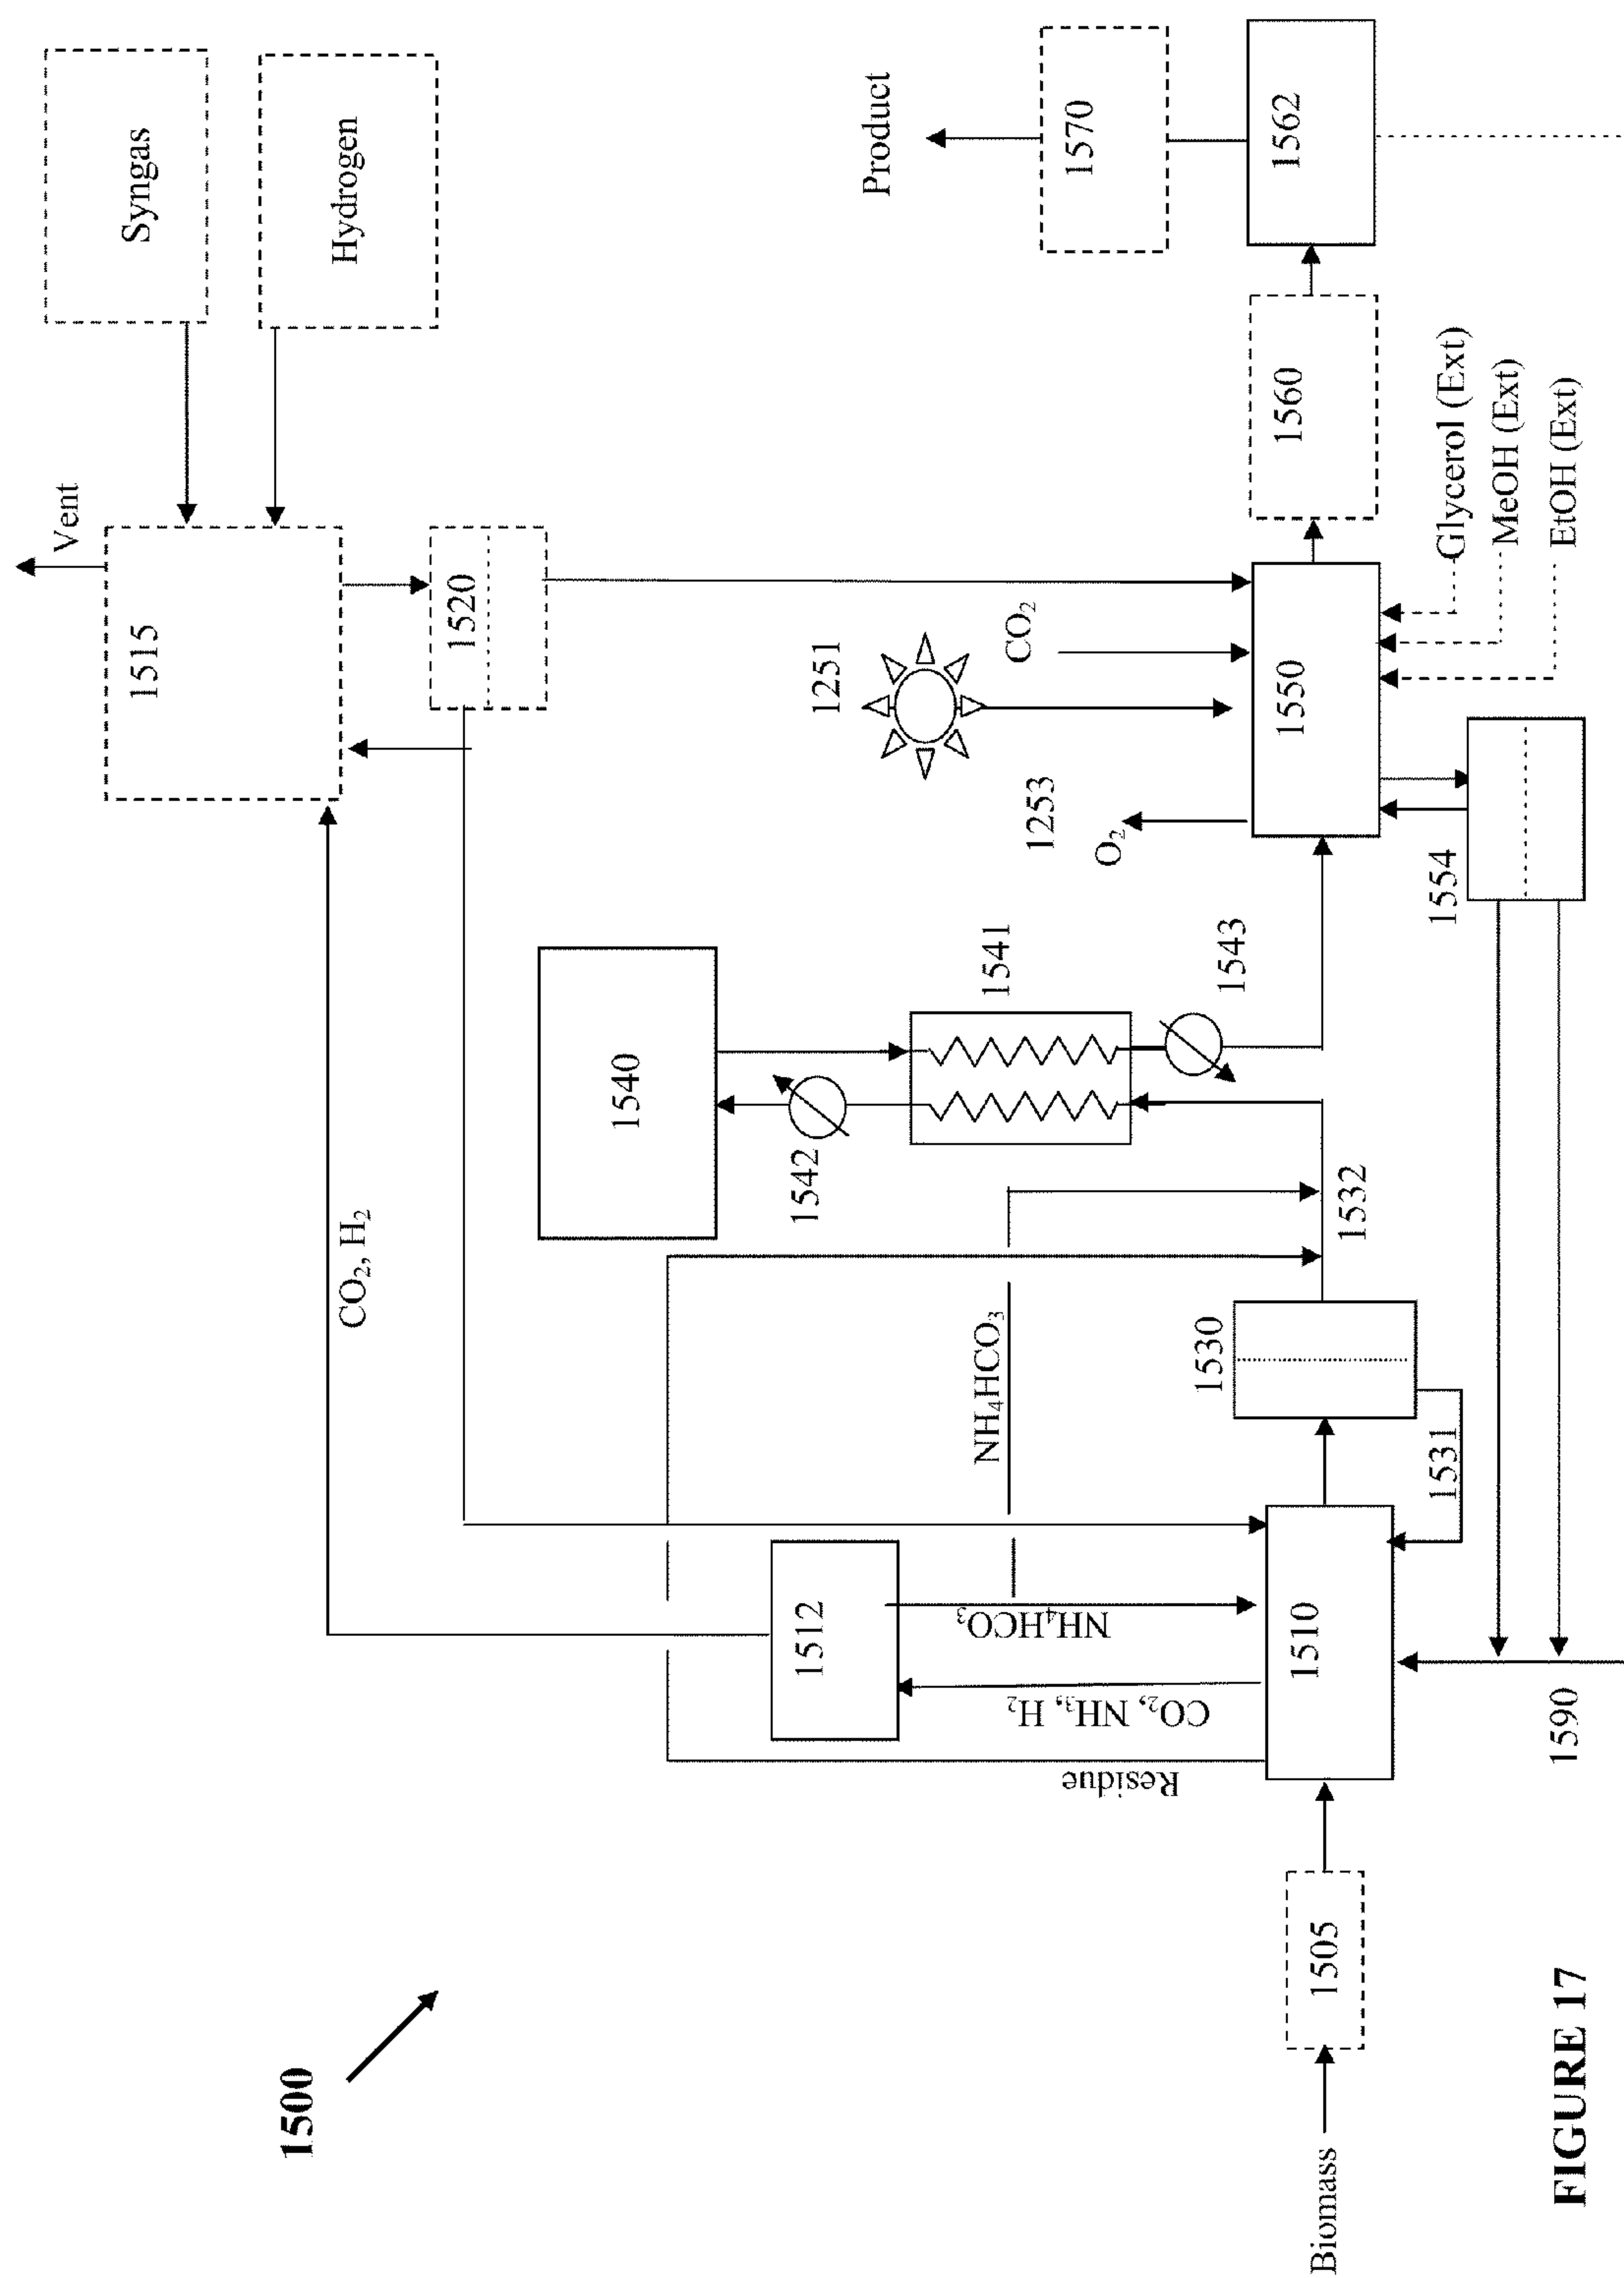 1500
Syngas
Hydrogen
Vent
1515
1520
CO₂, H₂
1540
1542
1541
1543
1251
1253
O₂
CO₂
Product
1570
1562
1560
1550
Glycerol (Ext)
MeOH (Ext)
EtOH (Ext)
1554
NH₄HCO₃
1532
1530
1531
1512
NH₄HCO₃
CO₂, NH₃, H₂
Residue
1510
1590
1505
Biomass
FIGURE 17